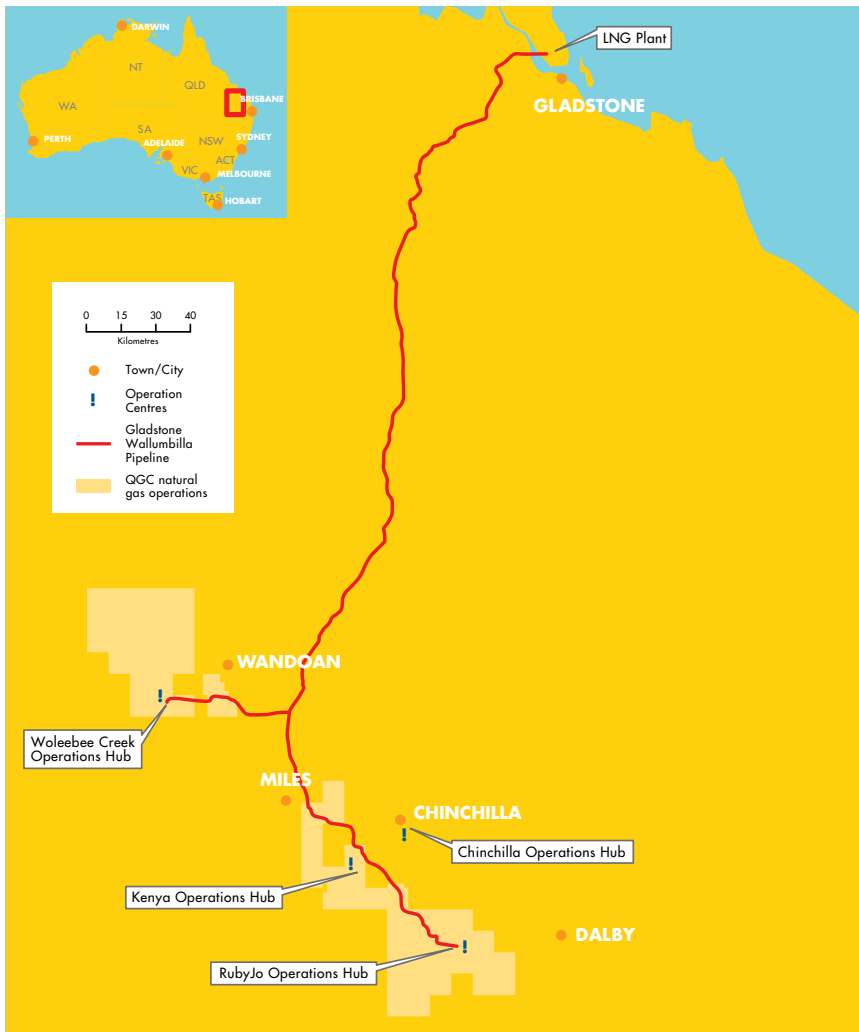 DARWIN
NT
QLD
WA
BRISBANE
SA
PERTH
ADELAIDE
NSW
SYDNEY
ACT
VIC
MELBOURNE
TAS
HOBART
LNG Plant
GLADSTONE
0 15 30 40
Kilometres
Town/City
Operation
Centres
Gladstone
Wallumbilla
Pipeline
QGC natural
gas operations
WANDOAN
Woleebee Creek
Operations Hub
MILES
CHINCHILLA
Chinchilla Operations Hub
Kenya Operations Hub
DALBY
RubyJo Operations Hub